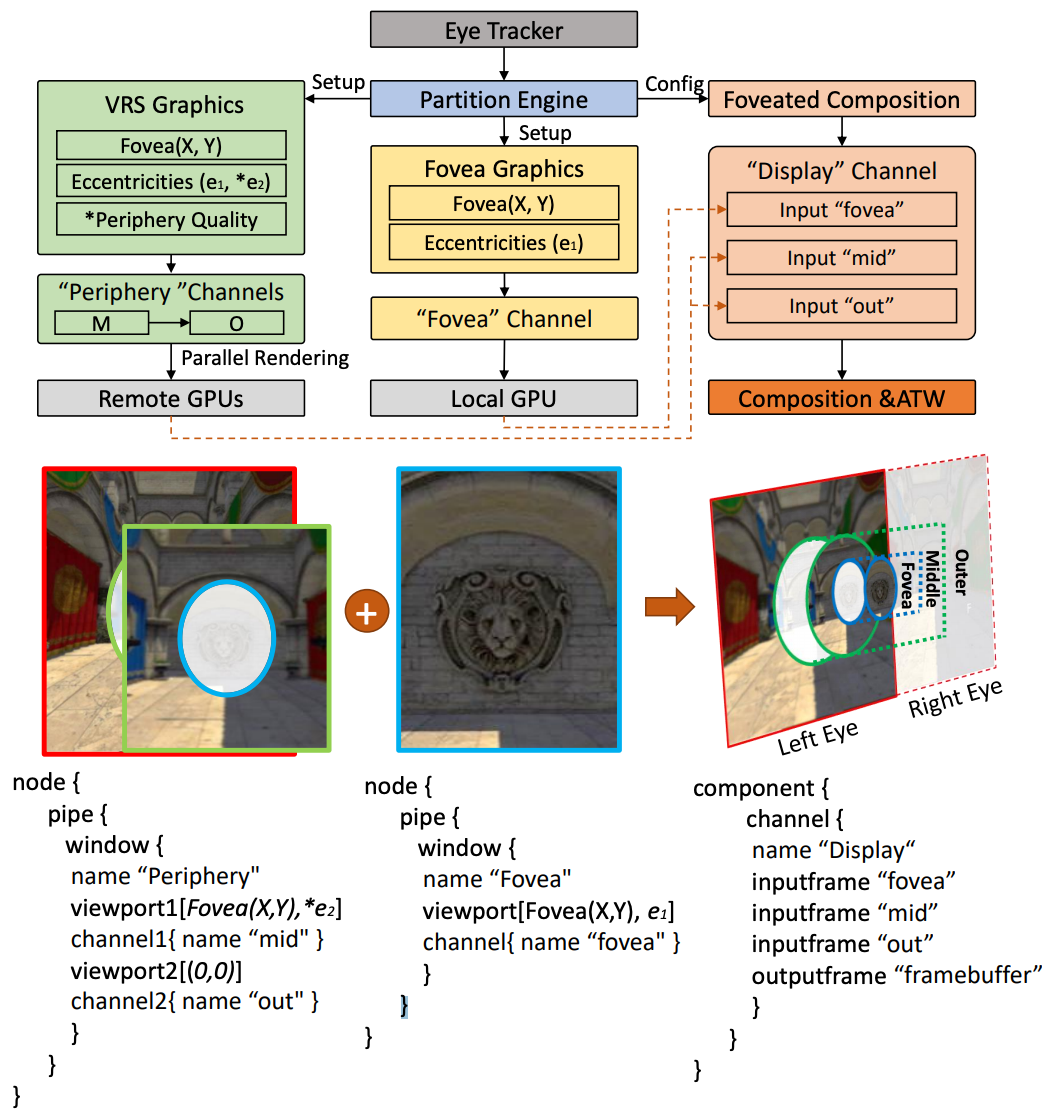 Eye Tracker
Setup
Partition Engine
Config
Foveated Composition
VRS Graphics
Fovea(X, Y)
Eccentricities (e1, *e2)
*Periphery Quality
Setup
Fovea Graphics
Fovea(X, Y)
Eccentricities (e1)
“Display” Channel
Input “fovea”
Input “mid”
Input “out”
“Periphery ”Channels
M
O
“Fovea” Channel
Parallel Rendering
Remote GPUs
Local GPU
Composition &ATW
+
Fovea
Middle
Outer
Left Eye
Right Eye
node {
pipe {
window {
name “Periphery"
viewport1[Fovea(X,Y),*e2]
channel1{ name “mid" }
viewport2[(0,0)]
channel2{ name “out" }
}
}
}
node {
pipe {
window {
name “Fovea"
viewport[Fovea(X,Y), e1]
channel{ name “fovea" }
}
}
}
component {
channel {
name “Display“
inputframe “fovea”
inputframe “mid”
inputframe “out”
outputframe “framebuffer”
}
}
}